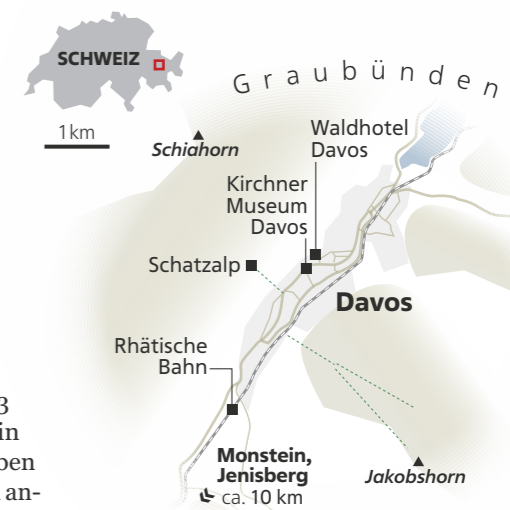 SCHWEIZ
Graubünden
1 km
Schiahorn
Waldhotel
Davos
Kirchner
Museum
Davos
Schatzalp
Davos
Rhätische
Bahn
3
in
ben
an-
Monstein,
Jenisberg
ca. 10 km
Jakobshorn